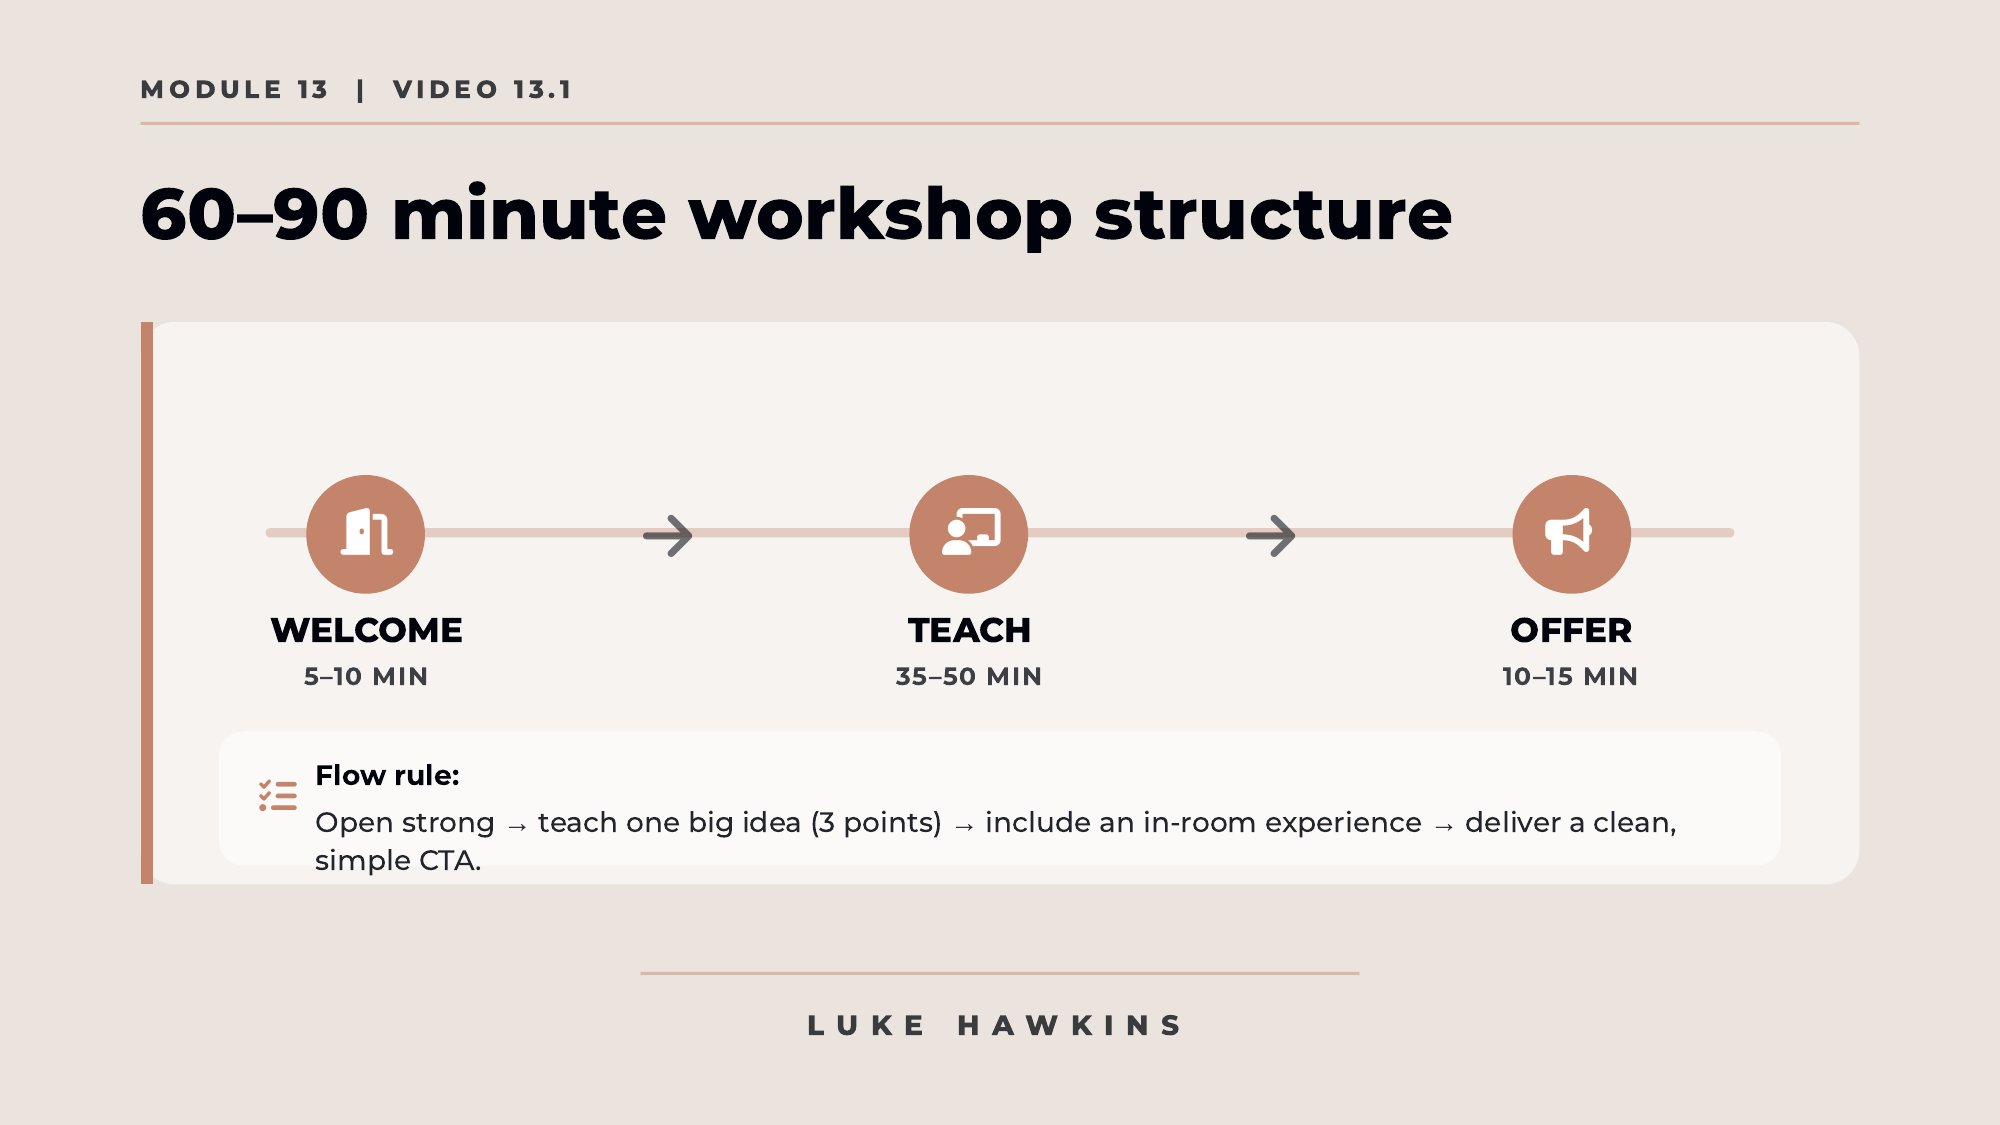 MODULE 13 | VIDEO 13.1
60–90 minute workshop structure
WELCOME
5–10 MIN
TEACH
35–50 MIN
OFFER
10–15 MIN
Flow rule:
Open strong → teach one big idea (3 points) → include an in-room experience → deliver a clean,
simple CTA.
LUKE HAWKINS